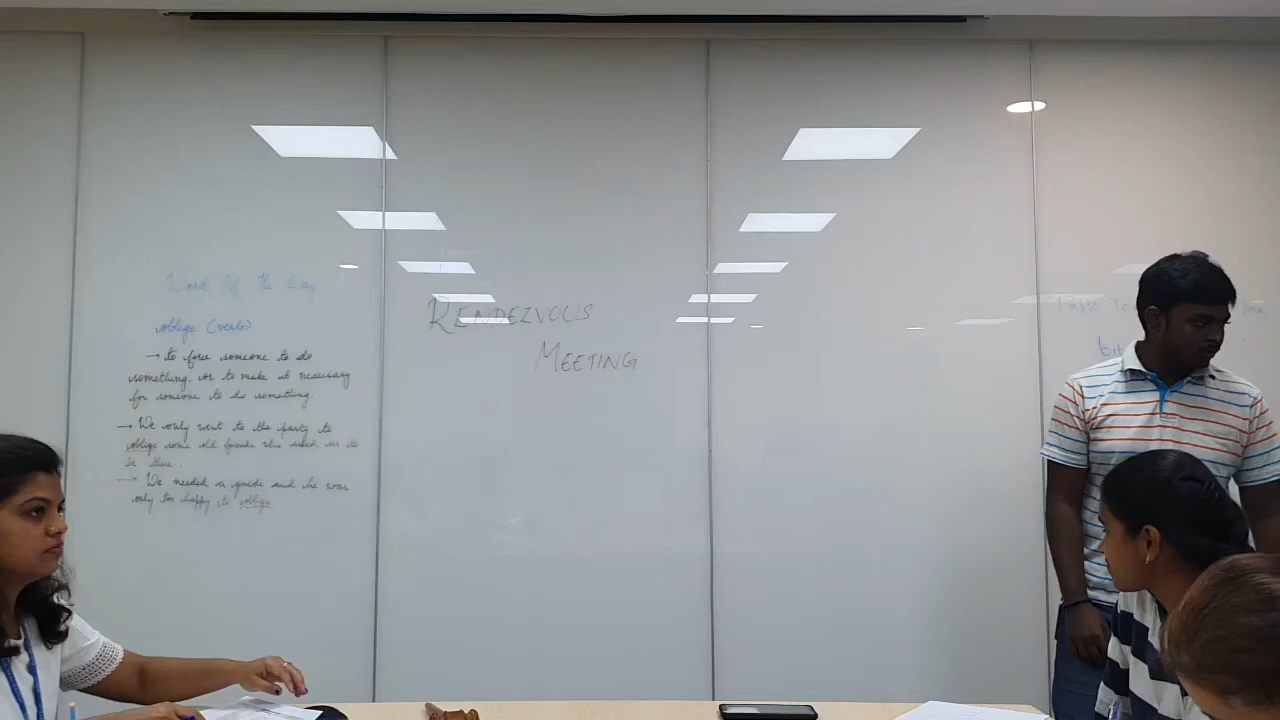 Word Of the Day
oblige (verb)
→ to force someone to do
something, or to make it necessary
for someone to do something.
→ We only went to the party to
oblige some old friends who asked us to
be there.
→ We needed a guide and he was
only too happy to oblige.
RENDEZVOUS
MEETING
Table